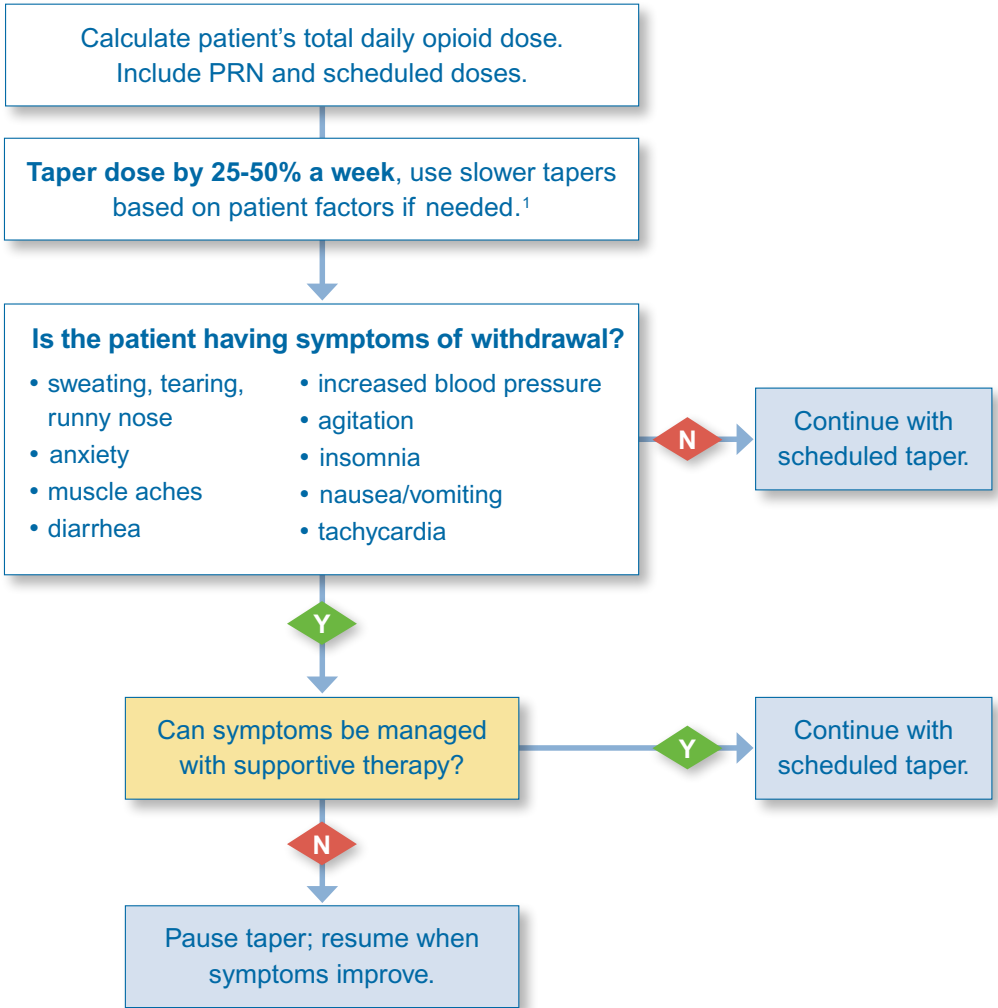 Calculate patient’s total daily opioid dose.
Include PRN and scheduled doses.
Taper dose by 25-50% a week, use slower tapers
based on patient factors if needed.¹
Is the patient having symptoms of withdrawal?
• sweating, tearing,
runny nose
• anxiety
• muscle aches
• diarrhea
• increased blood pressure
• agitation
• insomnia
• nausea/vomiting
• tachycardia
N
Continue with
scheduled taper.
Y
Can symptoms be managed
with supportive therapy?
Y
Continue with
scheduled taper.
N
Pause taper; resume when
symptoms improve.